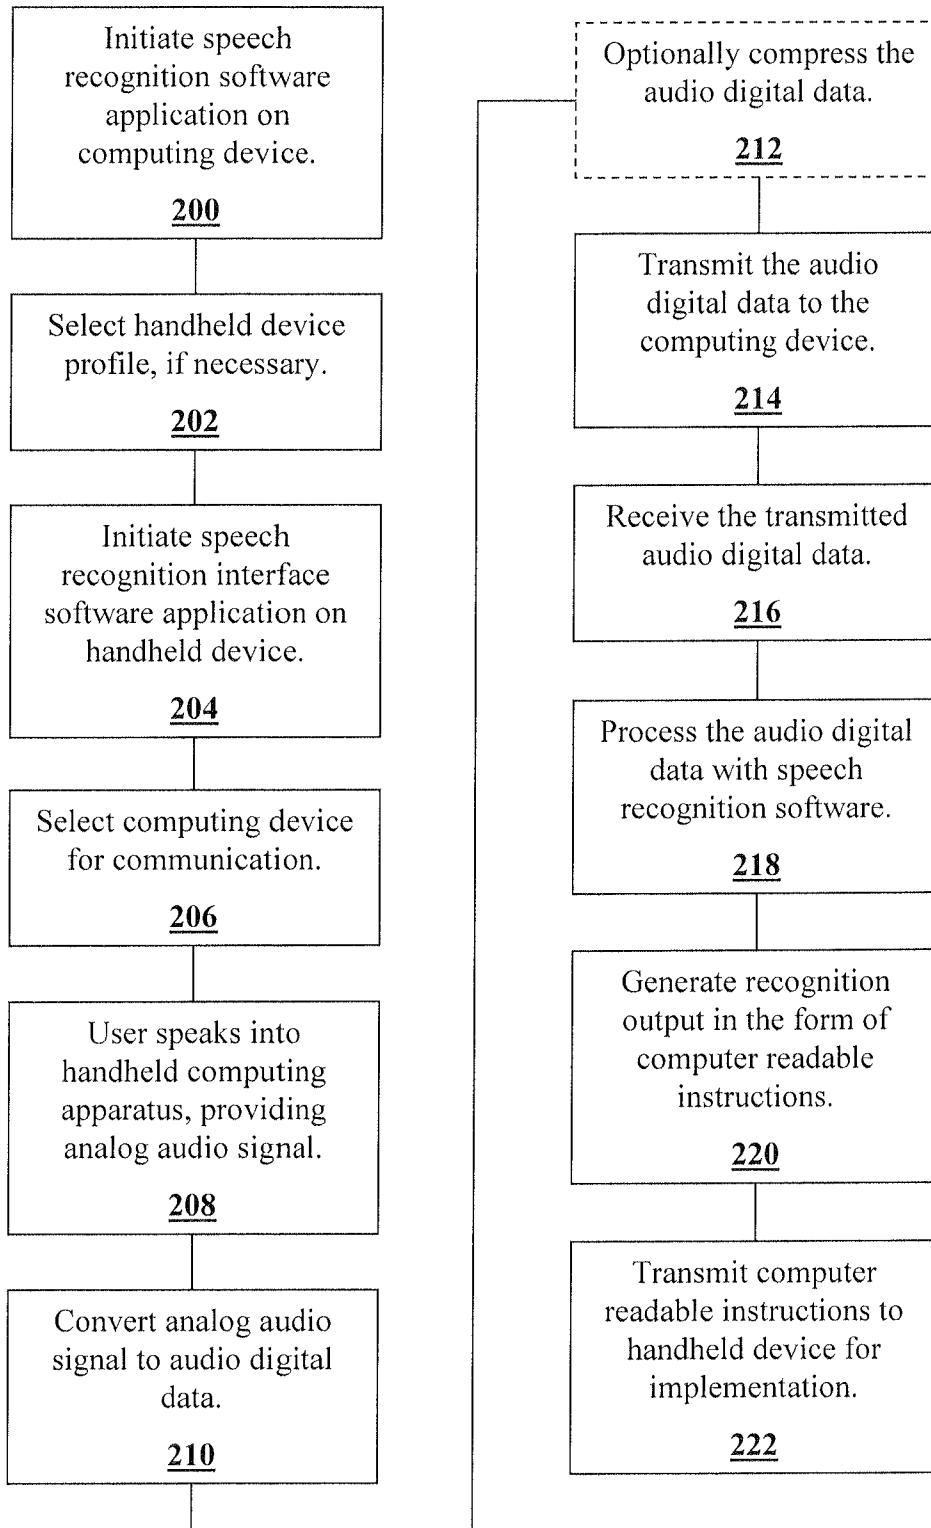 Initiate speech
recognition software
application on
computing device.
200
Select handheld device
profile, if necessary.
202
Initiate speech
recognition interface
software application on
handheld device.
204
Select computing device
for communication.
206
User speaks into
handheld computing
apparatus, providing
analog audio signal.
208
Convert analog audio
signal to audio digital
data.
210
Optionally compress the
audio digital data.
212
Transmit the audio
digital data to the
computing device.
214
Receive the transmitted
audio digital data.
216
Process the audio digital
data with speech
recognition software.
218
Generate recognition
output in the form of
computer readable
instructions.
220
Transmit computer
readable instructions to
handheld device for
implementation.
222